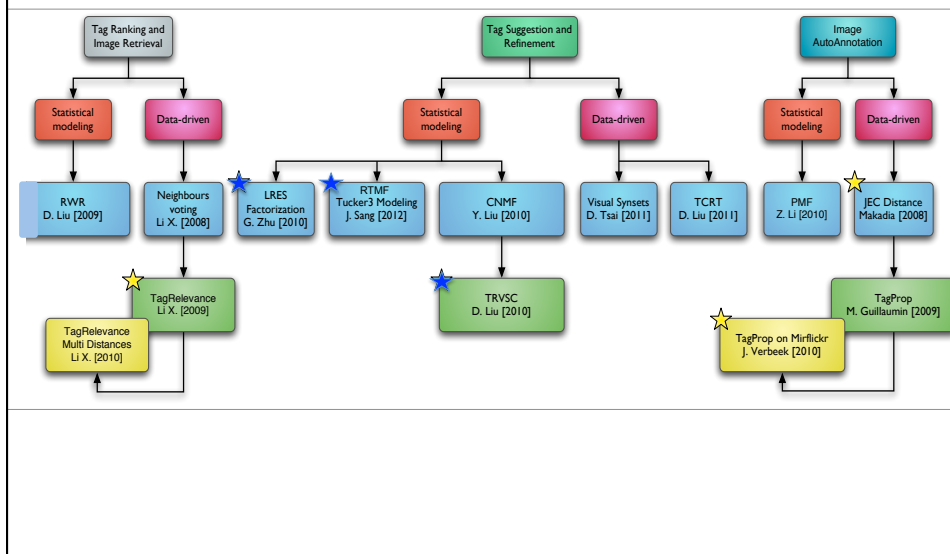 Tag Ranking and
Image Retrieval
Tag Suggestion and
Refinement
Image
AutoAnnotation
Statistical
modeling
Data-driven
Statistical
modeling
Data-driven
Statistical
modeling
Data-driven
RWR
D. Liu [2009]
Neighbours
voting
Li X. [2008]
LRES
Factorization
G. Zhu [2010]
RTMF
Tucker3 Modeling
J. Sang [2012]
CNMF
Y. Liu [2010]
Visual Synsets
D. Tsai [2011]
TCRT
D. Liu [2011]
PMF
Z. Li [2010]
JEC Distance
Makadia [2008]
TagRelevance
Li X. [2009]
TRVSC
D. Liu [2010]
TagProp
M. Guillaumin [2009]
TagRelevance
Multi Distances
Li X. [2010]
TagProp on Mirflickr
J. Verbeek [2010]